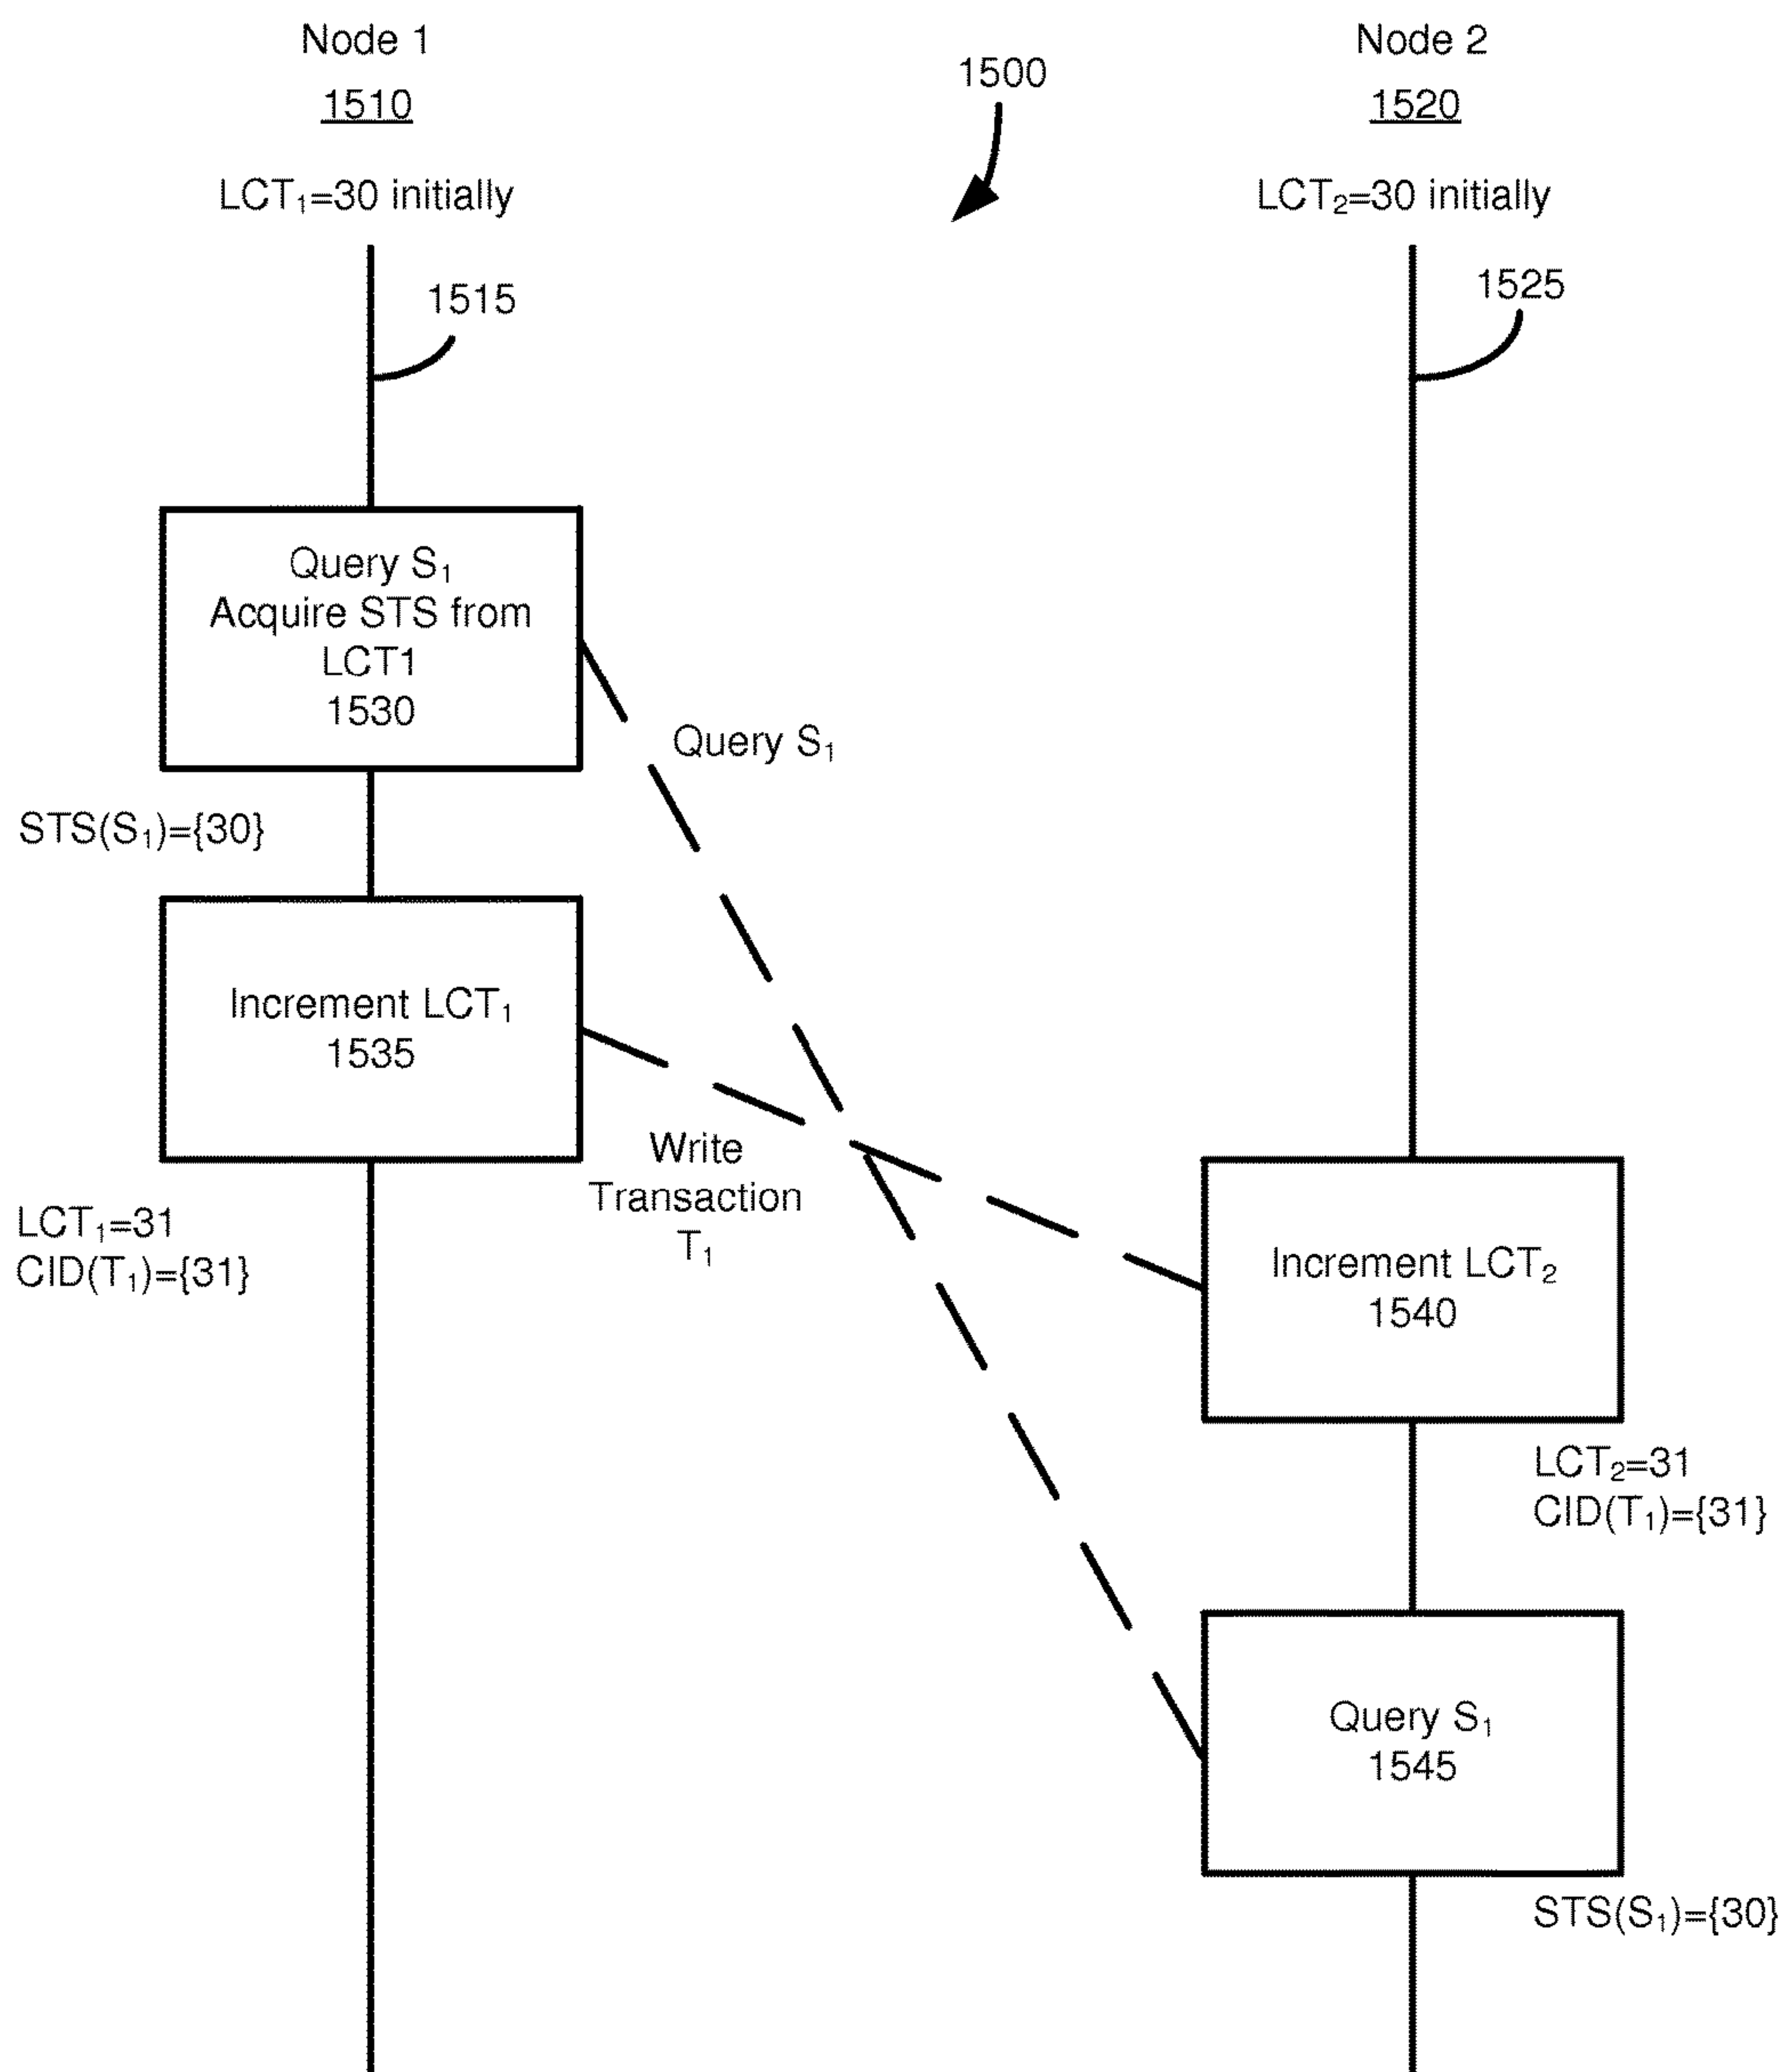 Node 1
1510
LCT₁=30 initially
1500
Node 2
1520
LCT₂=30 initially
1515
1525
Query S₁
Acquire STS from
LCT1
1530
Query S₁
STS(S₁)={30}
Increment LCT₁
1535
Write
Transaction
T₁
LCT₁=31
CID(T₁)={31}
Increment LCT₂
1540
LCT₂=31
CID(T₁)={31}
Query S₁
1545
STS(S₁)={30}